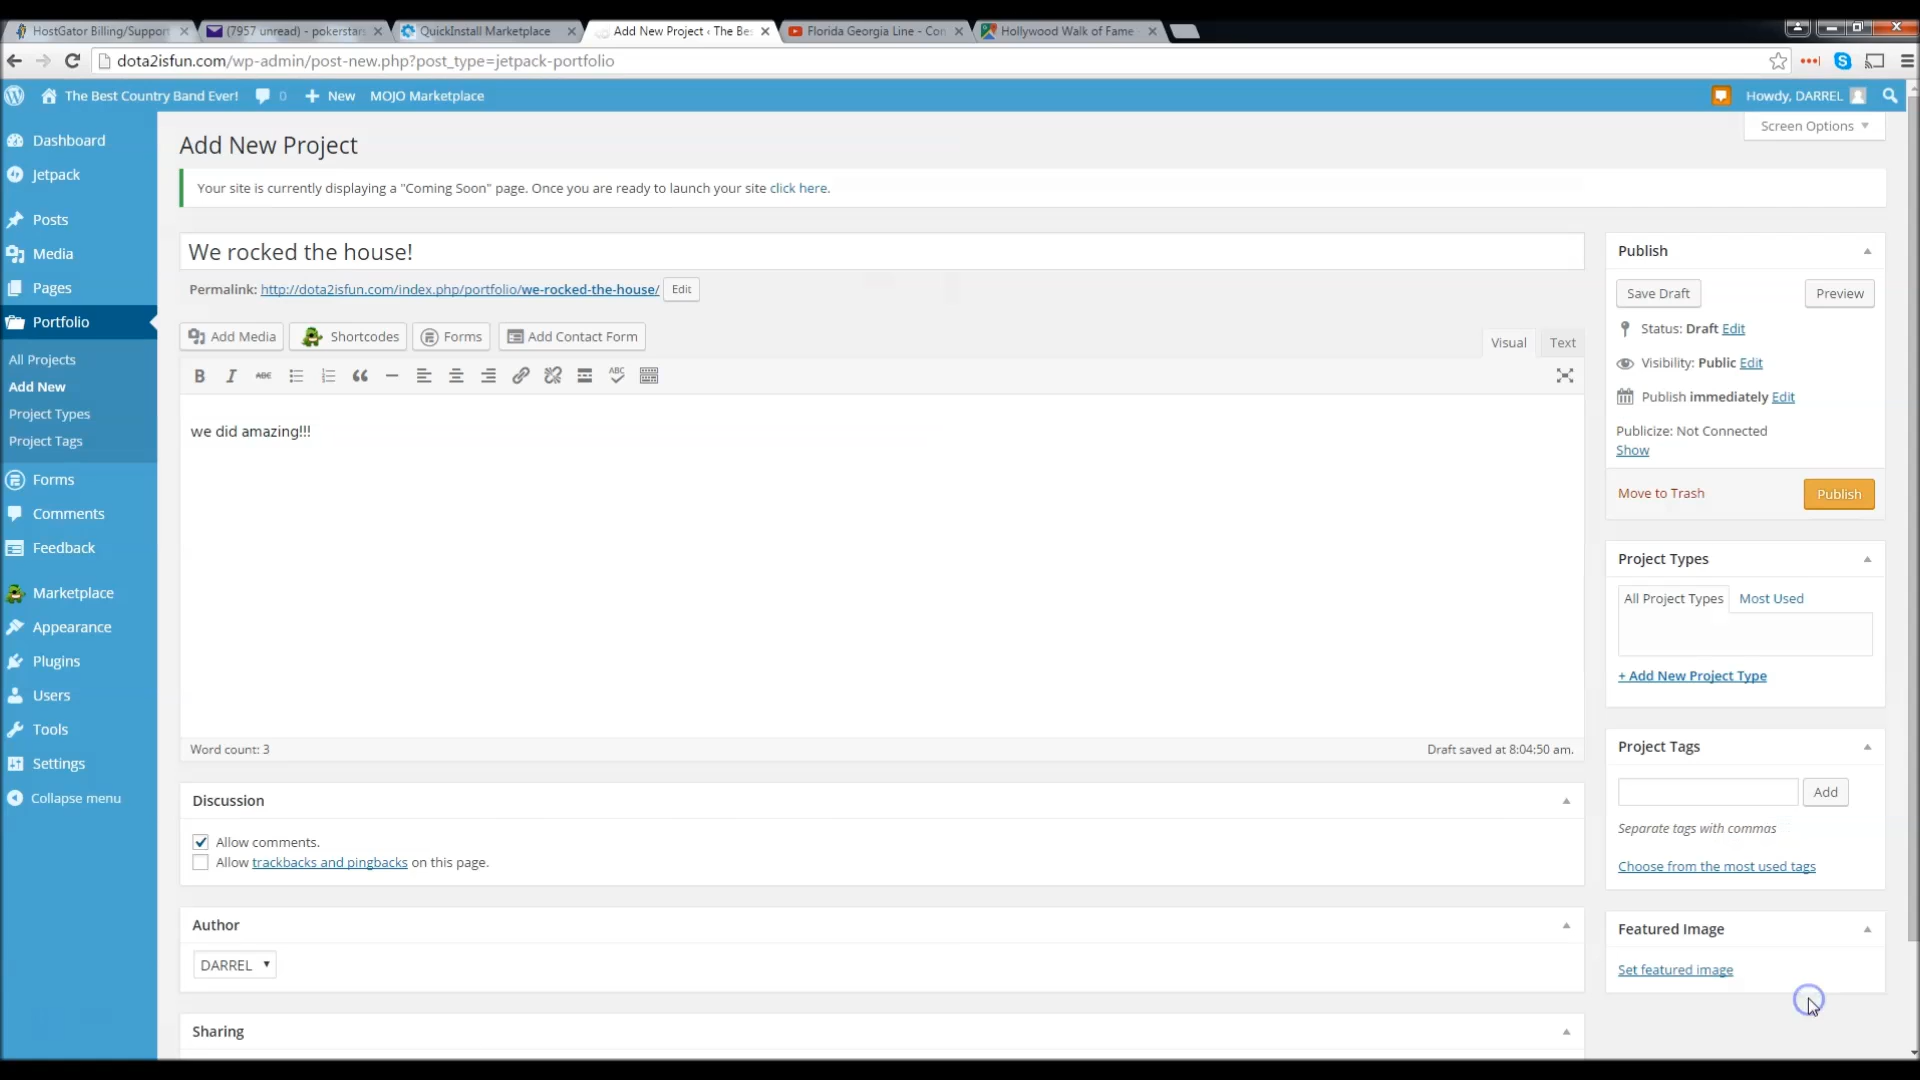 HostGator Billing/Support
(7957 unread) - pokerstar
QuickInstall Marketplace
Add New Project ‹ The Be
Florida Georgia Line - Con
Hollywood Walk of Fame
dota2isfun.com/wp-admin/post-new.php?post_type=jetpack-portfolio
The Best Country Band Ever!
0
New
MOJO Marketplace
Howdy, DARREL
Screen Options
Dashboard
Jetpack
Posts
Media
Pages
Portfolio
All Projects
Add New
Project Types
Project Tags
Forms
Comments
Feedback
Marketplace
Appearance
Plugins
Users
Tools
Settings
Collapse menu
Add New Project
Your site is currently displaying a "Coming Soon" page. Once you are ready to launch your site click here.
We rocked the house!
Permalink: http://dota2isfun.com/index.php/portfolio/we-rocked-the-house/ Edit
Add Media
Shortcodes
Forms
Add Contact Form
Visual
Text
B I ABC
ABC
we did amazing!!!
Word count: 3
Draft saved at 8:04:50 am.
Discussion
Allow comments.
Allow trackbacks and pingbacks on this page.
Author
DARREL
Sharing
Publish
Save Draft
Preview
Status: Draft Edit
Visibility: Public Edit
Publish immediately Edit
Publicize: Not Connected
Show
Move to Trash
Publish
Project Types
All Project Types
Most Used
+ Add New Project Type
Project Tags
Add
Separate tags with commas
Choose from the most used tags
Featured Image
Set featured image